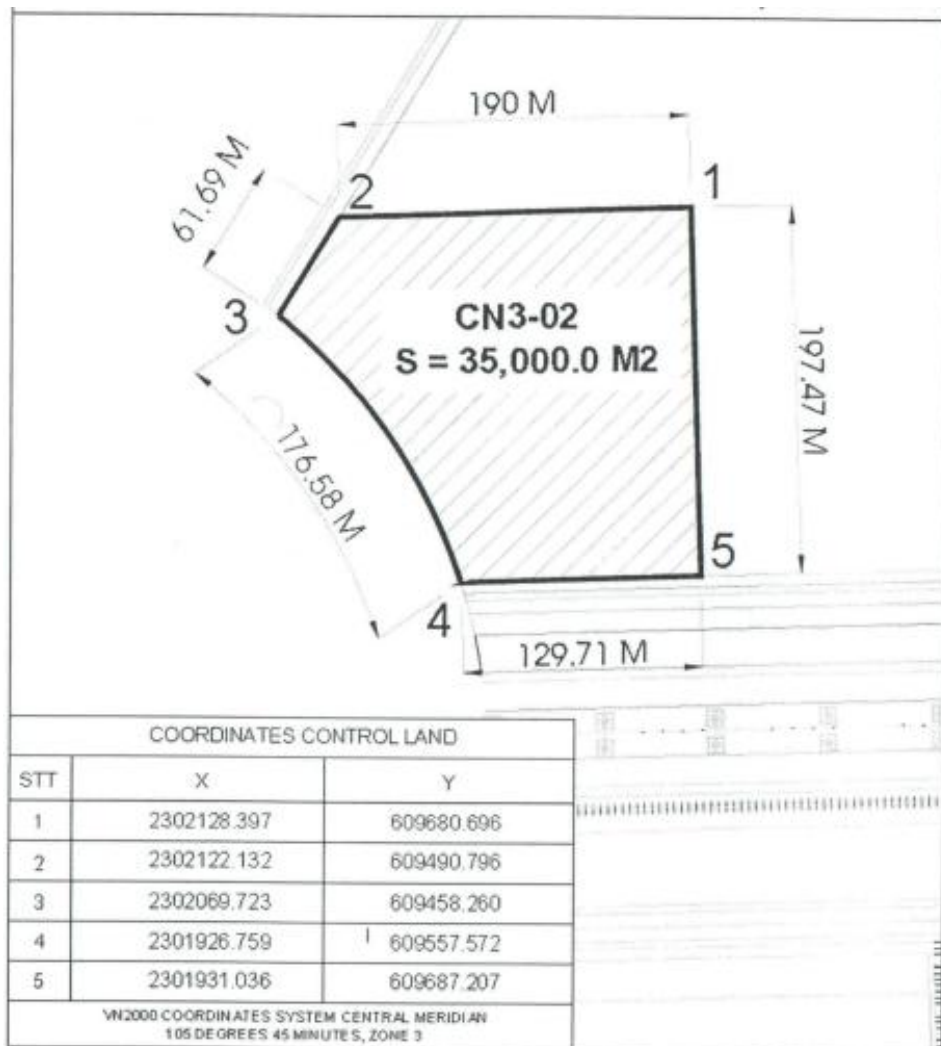 190 M
1
2
61.69 M
3
CN3-02
S = 35,000.0 M2
197.47 M
176.58 M
5
4
129.71 M
COORDINATES CONTROL LAND
STT X Y
1 2302128.397 609680.696
2 2302122.132 609490.796
3 2302069.723 609458.260
4 2301926.759 609557.572
5 2301931.036 609687.207
VN2000 COORDINATES SYSTEM CENTRAL MERIDIAN
105 DEGREES 45 MINUTES, ZONE 3